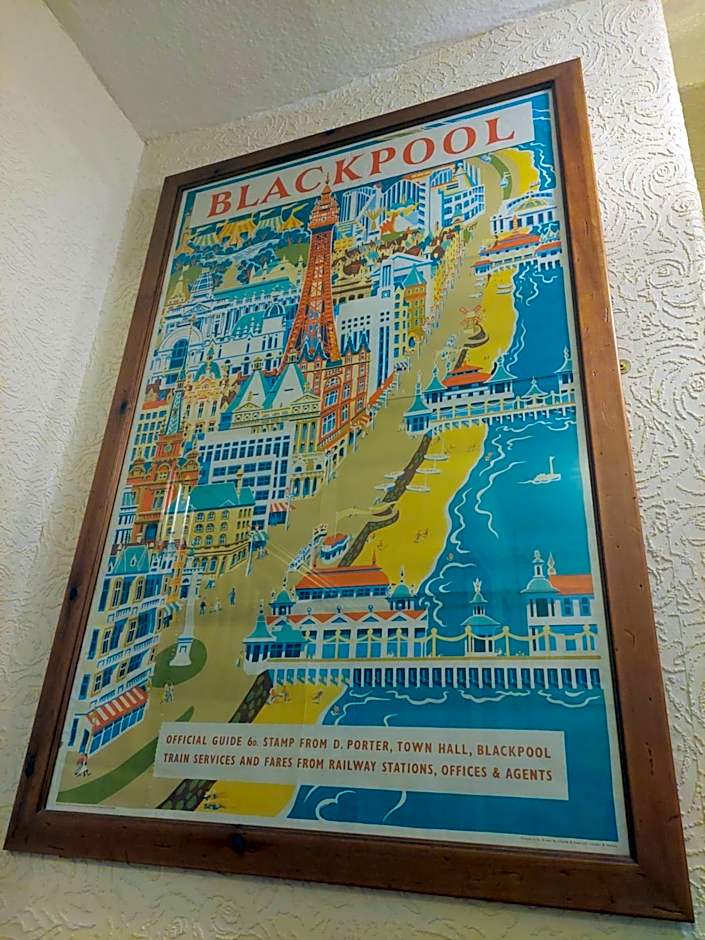 BLACKPOOL
OFFICIAL GUIDE 6D. STAMP FROM D. PORTER, TOWN HALL, BLACKPOOL
TRAIN SERVICES AND FARES FROM RAILWAY STATIONS, OFFICES & AGENTS